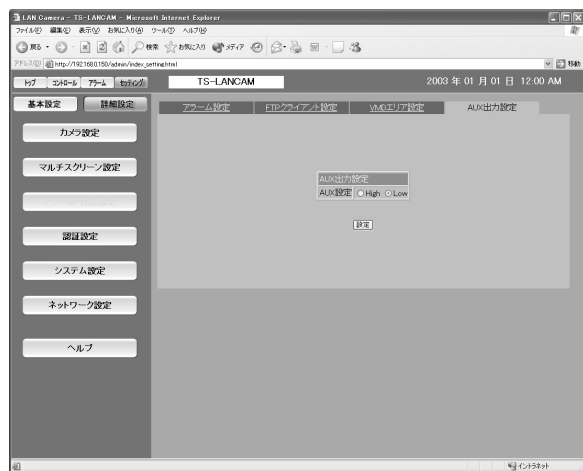 LAN Camera - TS-LANCAM - Microsoft Internet Explorer
ファイル(F) 編集(E) 表示(V) お気に入り(A) ツール(T) ヘルプ(H)
戻る 検索 お気に入り メディア
アドレス(D) http://192.168.0.150/admin/index_setting.html 移動
トップ コントロール アラーム セッティング TS-LANCAM 2003 年 01 月 01 日 12:00 AM
基本設定 詳細設定 アラーム設定 FTPクライアント設定 VMDエリア設定 AUX出力設定
カメラ設定
マルチスクリーン設定
AUX出力設定
AUX設定 High Low
設定
認証設定
システム設定
ネットワーク設定
ヘルプ
インターネット